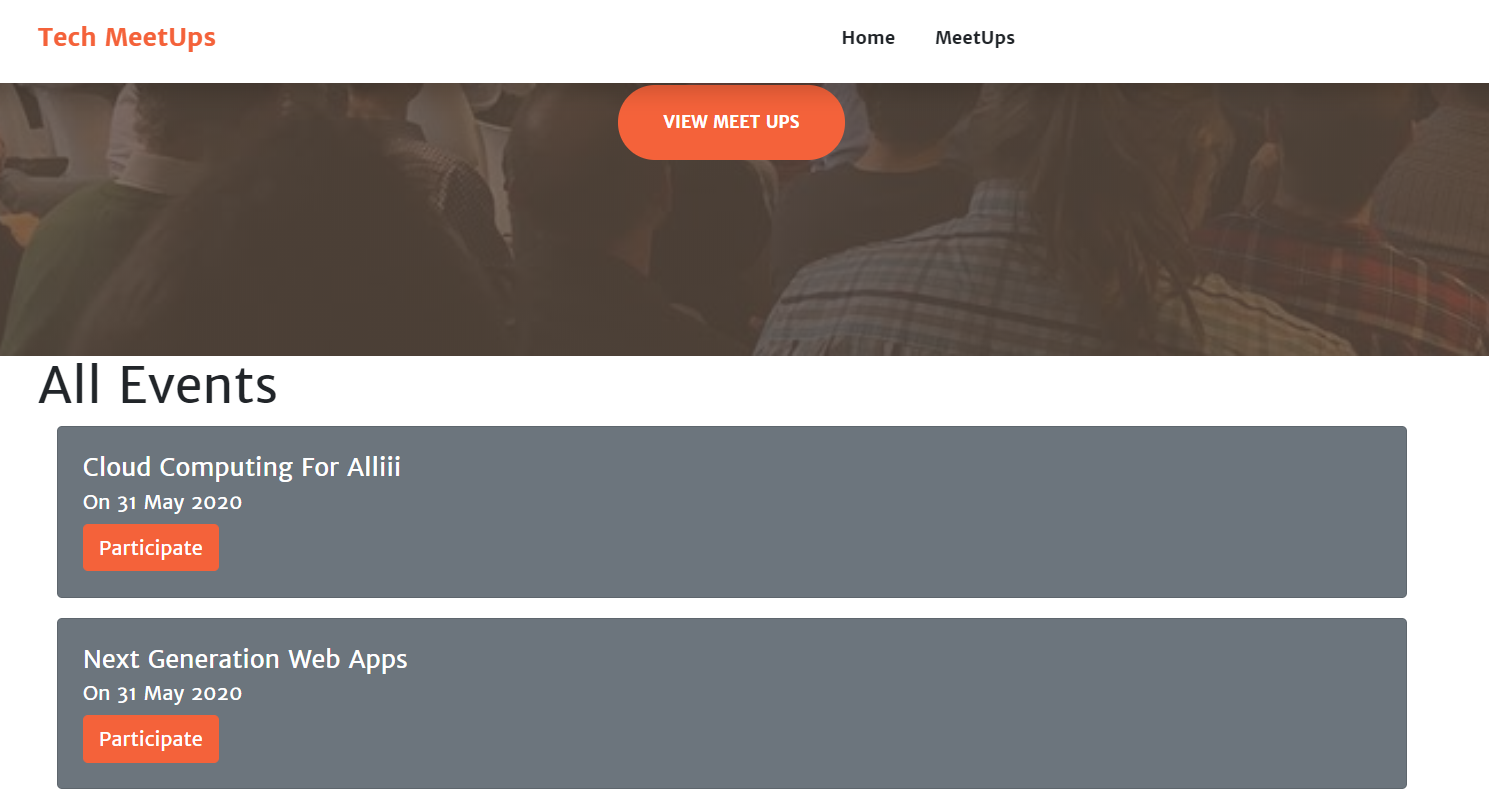 Tech MeetUps
Home MeetUps
VIEW MEET UPS
All Events
Cloud Computing For Alliii
On 31 May 2020
Participate
Next Generation Web Apps
On 31 May 2020
Participate